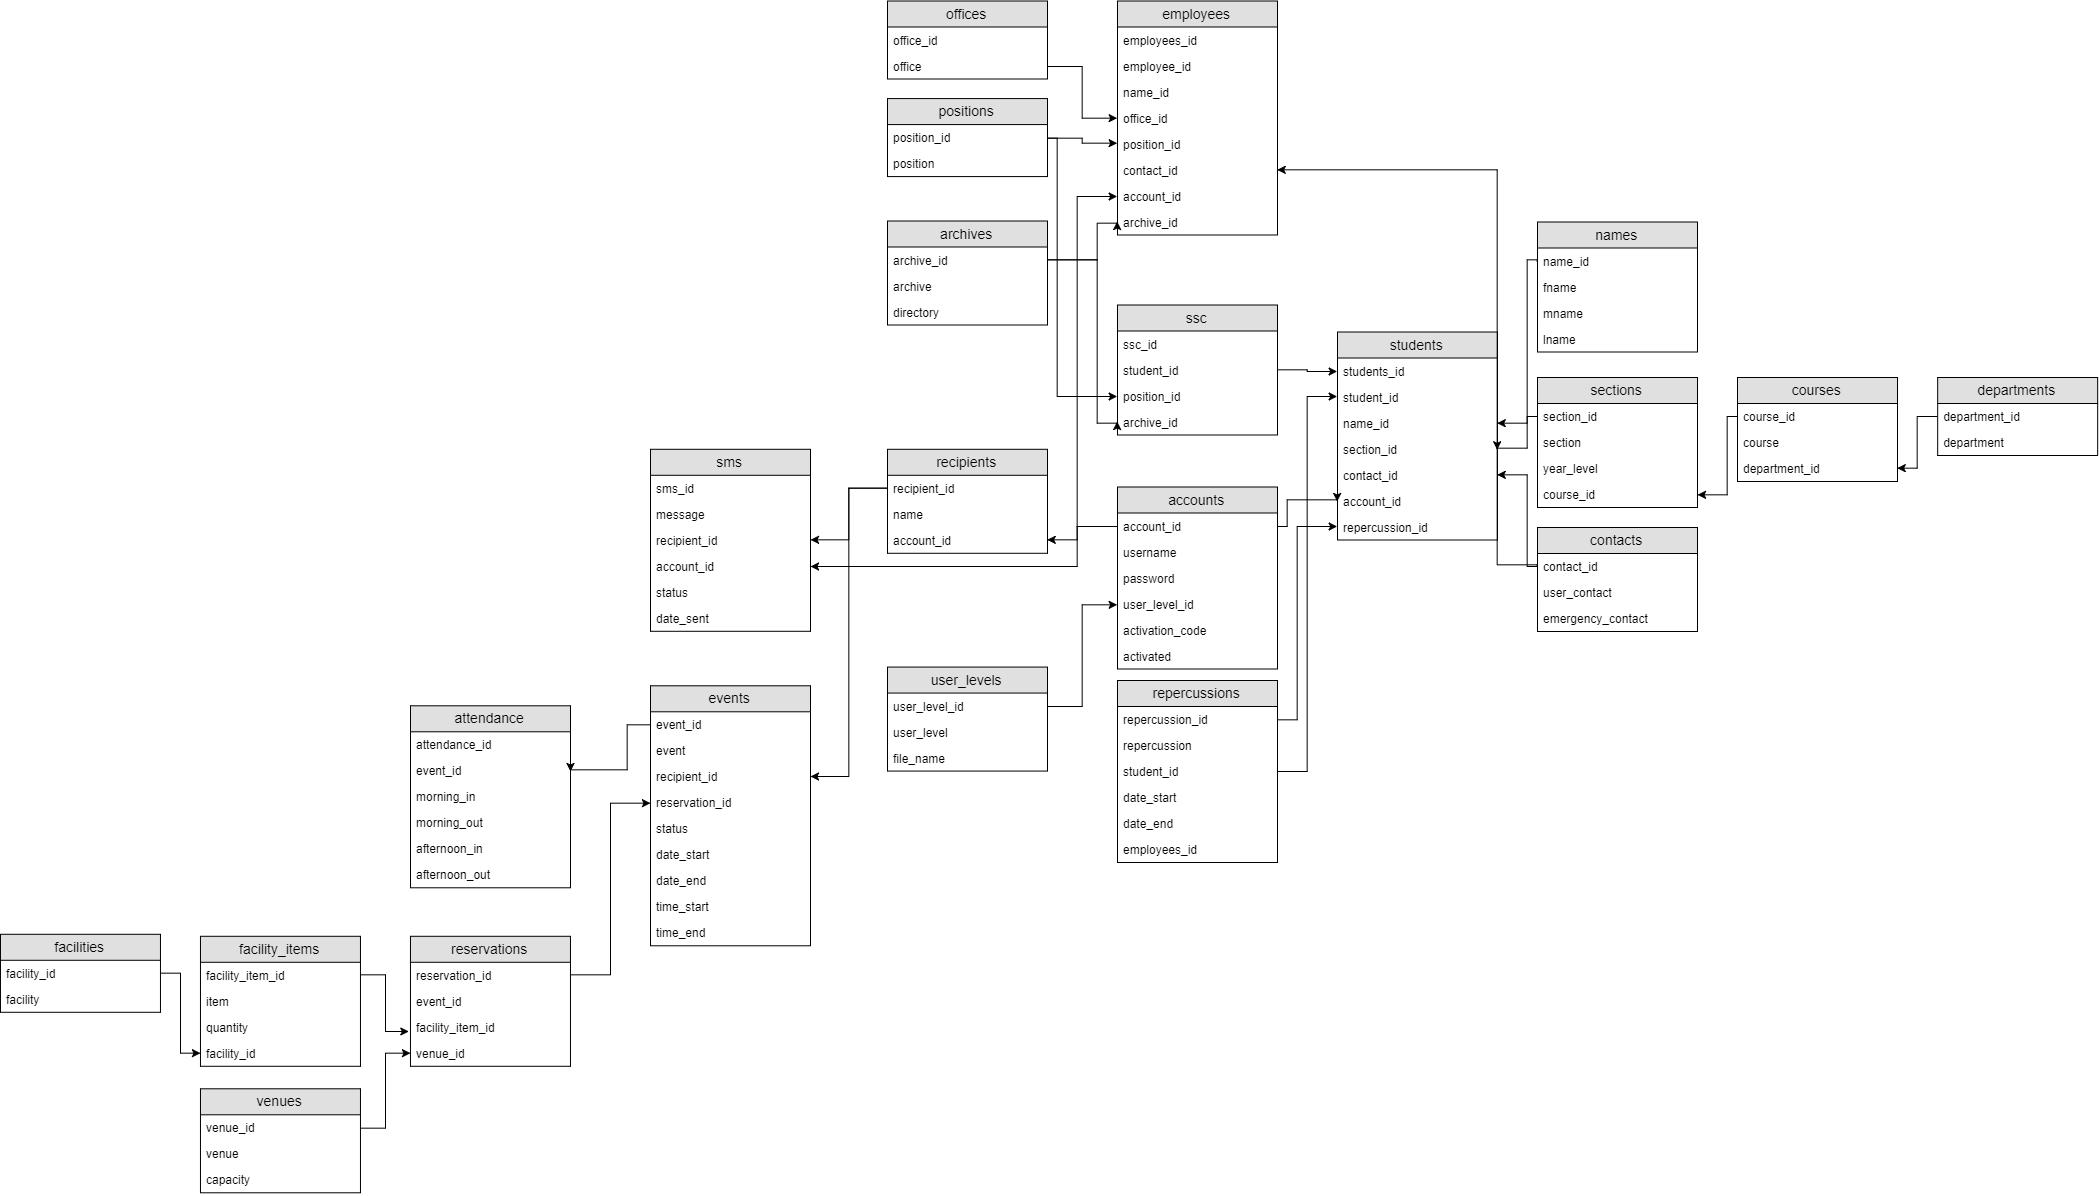 offices
office_id
office
employees
employees_id
employee_id
name_id
office_id
position_id
contact_id
account_id
archive_id
positions
position_id
position
archives
archive_id
archive
directory
names
name_id
fname
mname
lname
ssc
ssc_id
student_id
position_id
archive_id
students
students_id
student_id
name_id
section_id
contact_id
account_id
repercussion_id
sections
section_id
section
year_level
course_id
courses
course_id
course
department_id
departments
department_id
department
sms
sms_id
message
recipient_id
account_id
status
date_sent
recipients
recipient_id
name
account_id
accounts
account_id
username
password
user_level_id
activation_code
activated
contacts
contact_id
user_contact
emergency_contact
user_levels
user_level_id
user_level
file_name
repercussions
repercussion_id
repercussion
student_id
date_start
date_end
employees_id
events
event_id
event
recipient_id
reservation_id
status
date_start
date_end
time_start
time_end
attendance
attendance_id
event_id
morning_in
morning_out
afternoon_in
afternoon_out
facilities
facility_id
facility
facility_items
facility_item_id
item
quantity
facility_id
reservations
reservation_id
event_id
facility_item_id
venue_id
venues
venue_id
venue
capacity